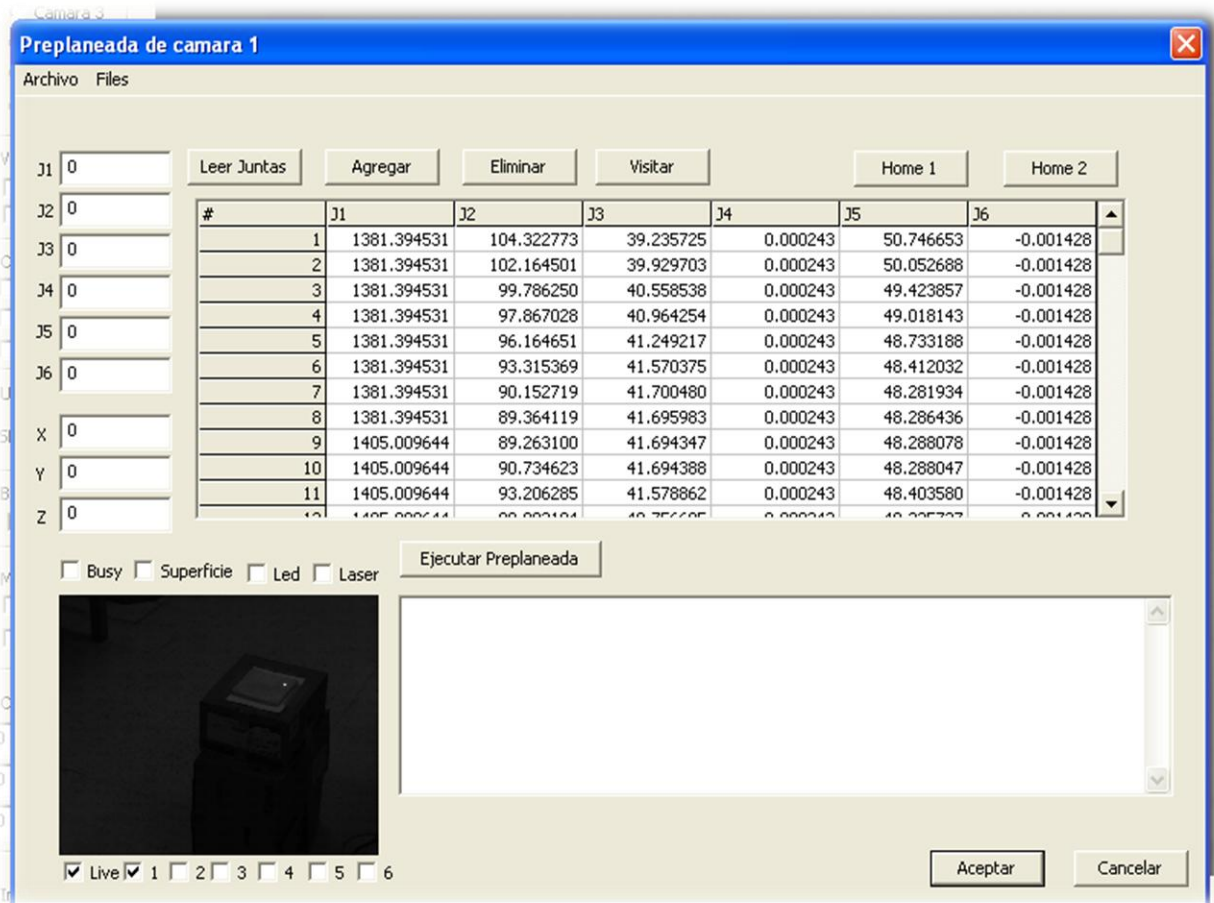 Camara 3
Preplaneada de camara 1
Archivo Files
J1 0
J2 0
J3 0
J4 0
J5 0
J6 0
X 0
Y 0
Z 0
Leer Juntas Agregar Eliminar Visitar Home 1 Home 2
# J1 J2 J3 J4 J5 J6
1 1381.394531 104.322773 39.235725 0.000243 50.746653 -0.001428
2 1381.394531 102.164501 39.929703 0.000243 50.052688 -0.001428
3 1381.394531 99.786250 40.558538 0.000243 49.423857 -0.001428
4 1381.394531 97.867028 40.964254 0.000243 49.018143 -0.001428
5 1381.394531 96.164651 41.249217 0.000243 48.733188 -0.001428
6 1381.394531 93.315369 41.570375 0.000243 48.412032 -0.001428
7 1381.394531 90.152719 41.700480 0.000243 48.281934 -0.001428
8 1381.394531 89.364119 41.695983 0.000243 48.286436 -0.001428
9 1405.009644 89.263100 41.694347 0.000243 48.288078 -0.001428
10 1405.009644 90.734623 41.694388 0.000243 48.288047 -0.001428
11 1405.009644 93.206285 41.578862 0.000243 48.403580 -0.001428
Busy Superficie Led Laser
Ejecutar Preplaneada
Live 1 2 3 4 5 6
Aceptar Cancelar